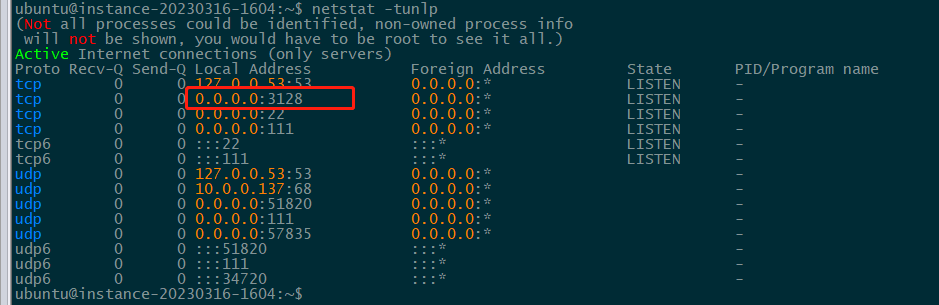 ubuntu@instance-20230316-1604:~$ netstat -tunlp
(Not all processes could be identified, non-owned process info
 will not be shown, you would have to be root to see it all.)
Active Internet connections (only servers)
Proto Recv-Q Send-Q Local Address           Foreign Address         State       PID/Program name
tcp        0      0 127.0.0.53:53           0.0.0.0:*               LISTEN      -
tcp        0      0 0.0.0.0:3128            0.0.0.0:*               LISTEN      -
tcp        0      0 0.0.0.0:22              0.0.0.0:*               LISTEN      -
tcp        0      0 0.0.0.0:111             0.0.0.0:*               LISTEN      -
tcp6       0      0 :::22                   :::*                    LISTEN      -
tcp6       0      0 :::111                  :::*                    LISTEN      -
udp        0      0 127.0.0.53:53           0.0.0.0:*                           -
udp        0      0 10.0.0.137:68           0.0.0.0:*                           -
udp        0      0 0.0.0.0:51820           0.0.0.0:*                           -
udp        0      0 0.0.0.0:111             0.0.0.0:*                           -
udp        0      0 0.0.0.0:57835           0.0.0.0:*                           -
udp6       0      0 :::51820                :::*                                -
udp6       0      0 :::111                  :::*                                -
udp6       0      0 :::34720                :::*                                -
ubuntu@instance-20230316-1604:~$